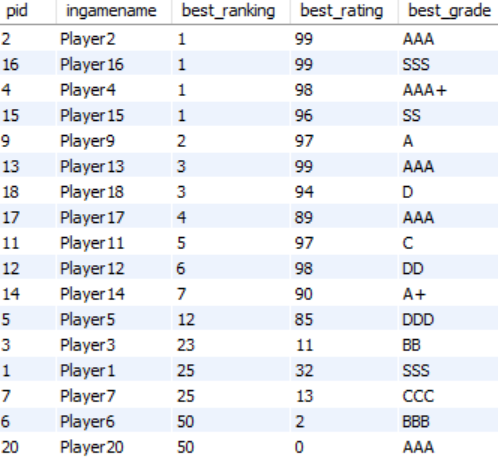 pid ingamename best_ranking best_rating best_grade
2 Player2 1 99 AAA
16 Player16 1 99 SSS
4 Player4 1 98 AAA+
15 Player15 1 96 SS
9 Player9 2 97 A
13 Player13 3 99 AAA
18 Player18 3 94 D
17 Player17 4 89 AAA
11 Player11 5 97 C
12 Player12 6 98 DD
14 Player14 7 90 A+
5 Player5 12 85 DDD
3 Player3 23 11 BB
1 Player1 25 32 SSS
7 Player7 25 13 CCC
6 Player6 50 2 BBB
20 Player20 50 0 AAA